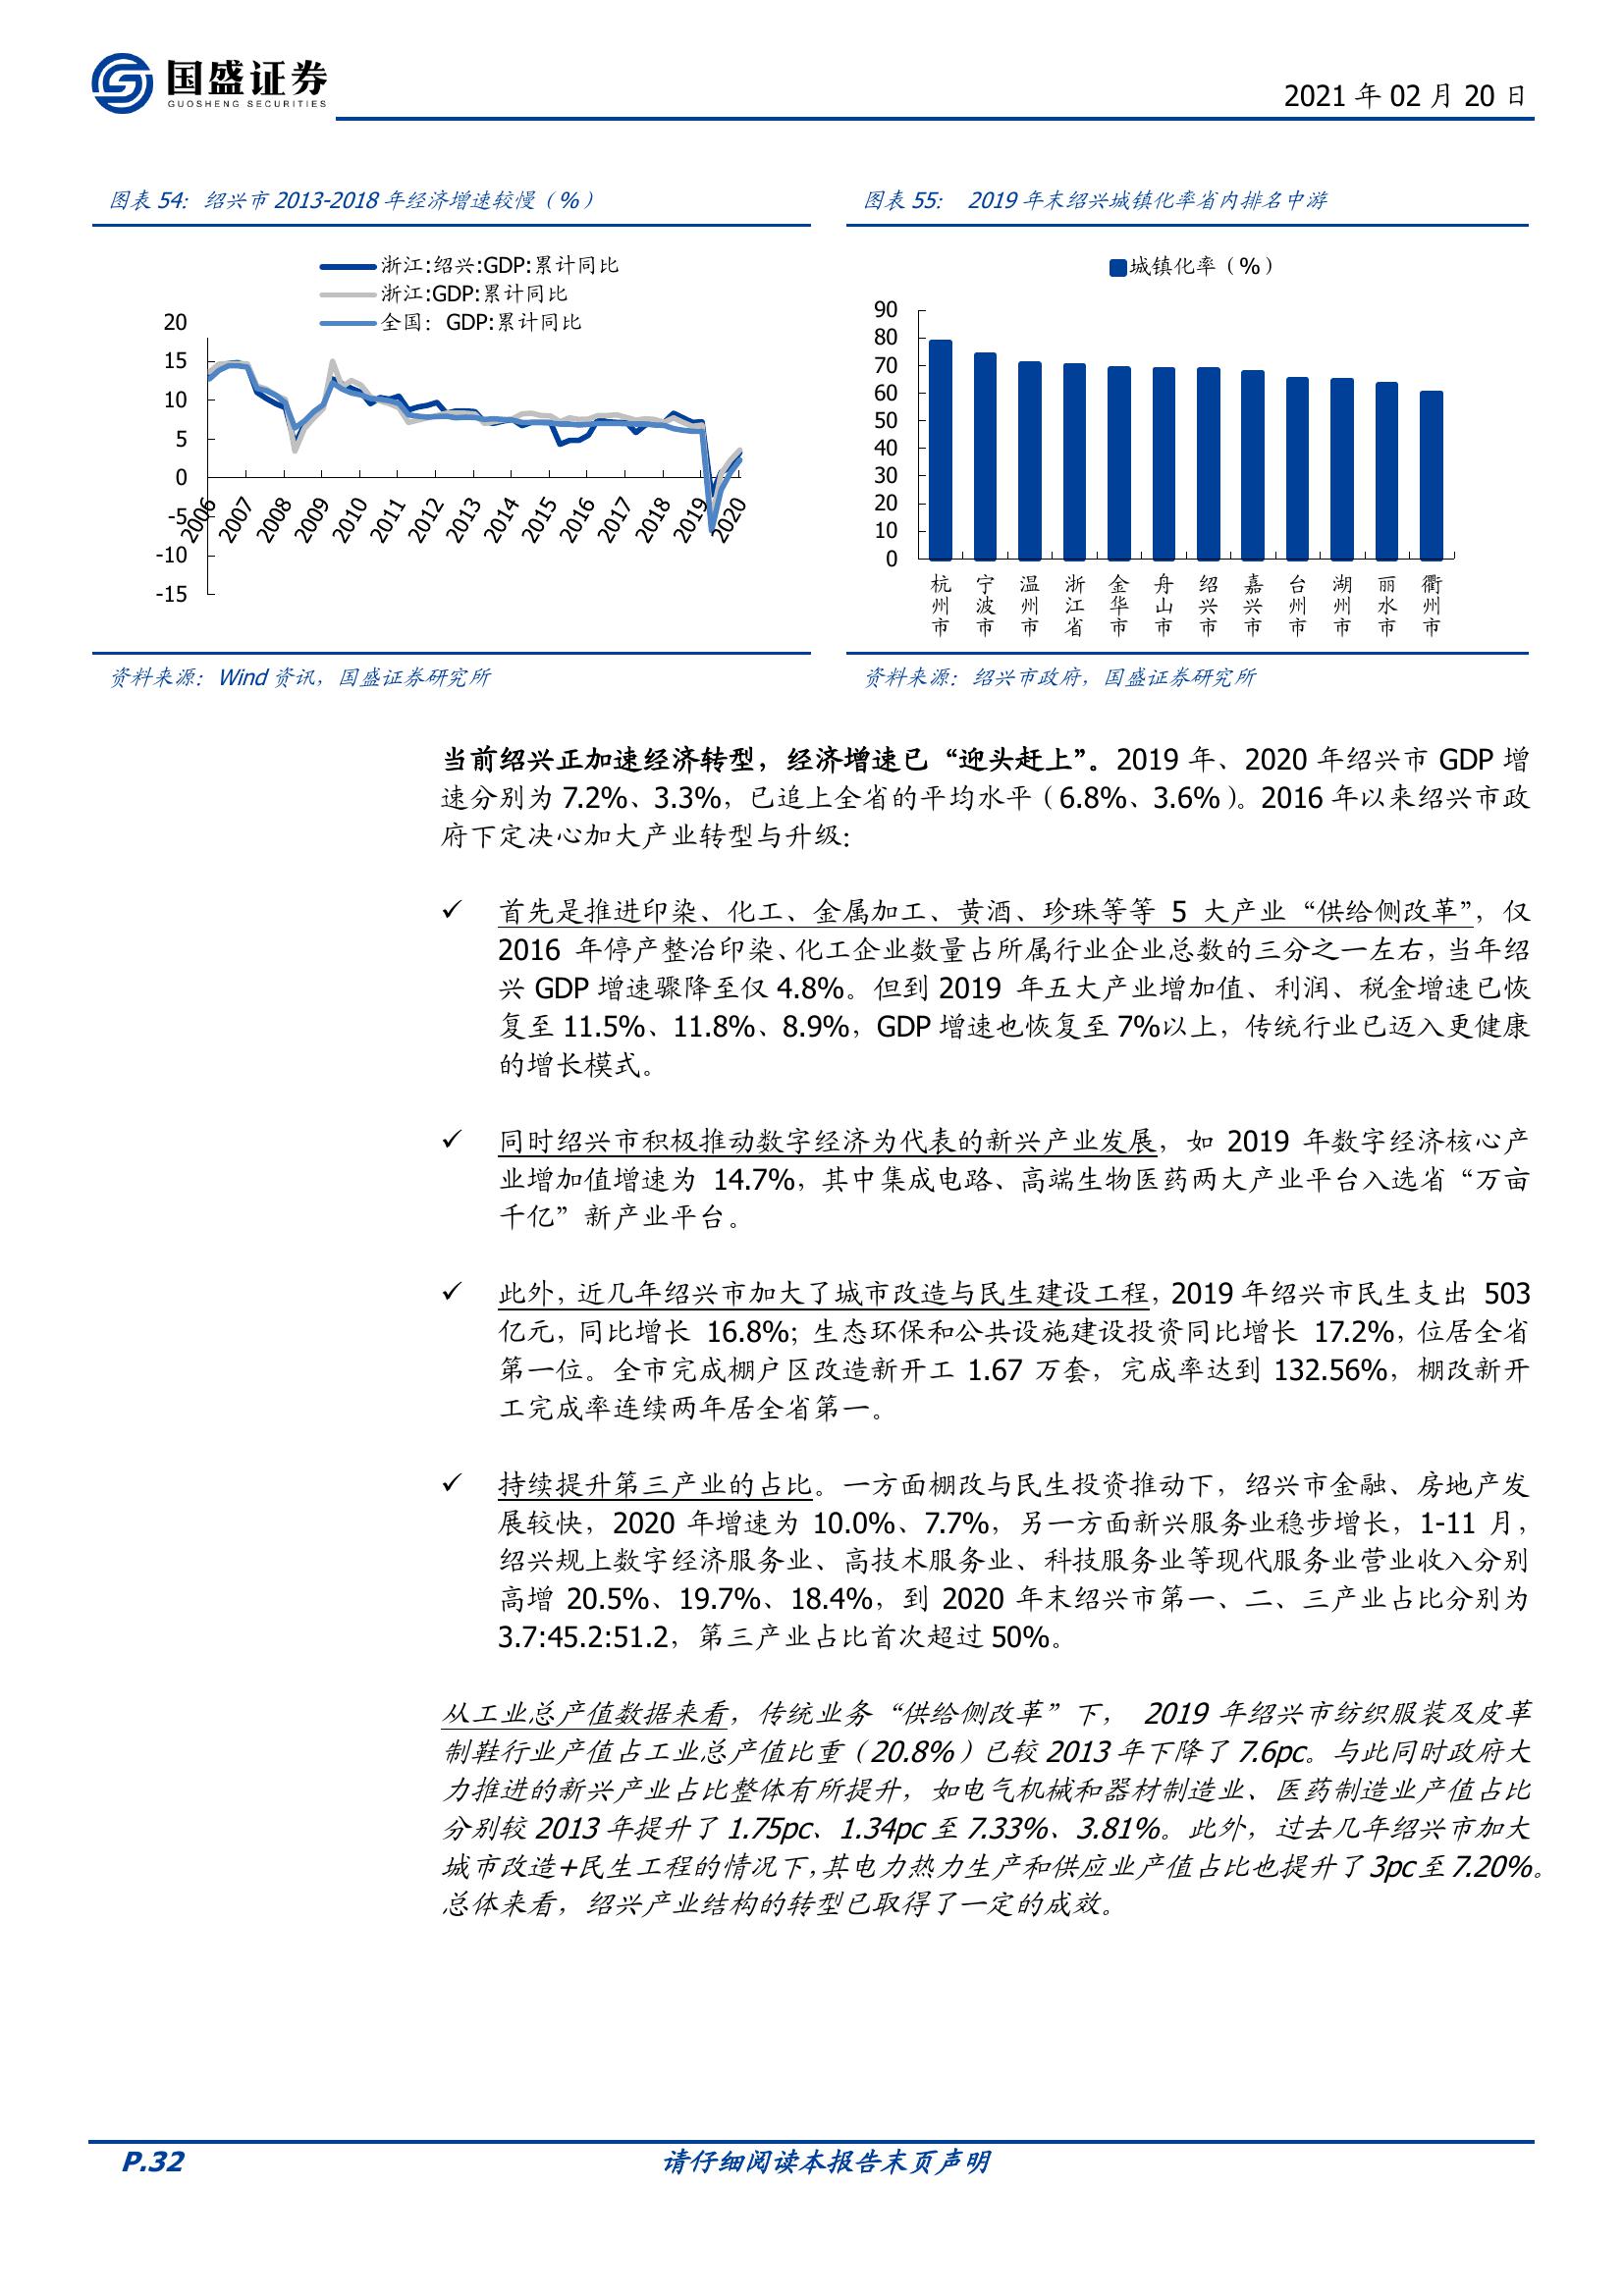 国盛证券
GUOSHENG SECURITIES
2021 年 02 月 20 日
图表 54：绍兴市 2013-2018 年经济增速较慢（%）
浙江:绍兴:GDP:累计同比
浙江:GDP:累计同比
全国：GDP:累计同比
20
15
10
5
0
-5
-10
-15
2006
2007
2008
2009
2010
2011
2012
2013
2014
2015
2016
2017
2018
2019
2020
资料来源：Wind 资讯，国盛证券研究所
图表 55： 2019 年末绍兴城镇化率省内排名中游
城镇化率（%）
90
80
70
60
50
40
30
20
10
0
杭州市
宁波市
温州市
浙江省
金华市
舟山市
绍兴市
嘉兴市
台州市
湖州市
丽水市
衢州市
资料来源：绍兴市政府，国盛证券研究所
当前绍兴正加速经济转型，经济增速已“迎头赶上”。2019 年、2020 年绍兴市 GDP 增
速分别为 7.2%、3.3%，已追上全省的平均水平（6.8%、3.6%）。2016 年以来绍兴市政
府下定决心加大产业转型与升级：
✓ 首先是推进印染、化工、金属加工、黄酒、珍珠等等 5 大产业“供给侧改革”，仅
2016 年停产整治印染、化工企业数量占所属行业企业总数的三分之一左右，当年绍
兴 GDP 增速骤降至仅 4.8%。但到 2019 年五大产业增加值、利润、税金增速已恢
复至 11.5%、11.8%、8.9%，GDP 增速也恢复至 7%以上，传统行业已迈入更健康
的增长模式。
✓ 同时绍兴市积极推动数字经济为代表的新兴产业发展，如 2019 年数字经济核心产
业增加值增速为 14.7%，其中集成电路、高端生物医药两大产业平台入选省“万亩
千亿”新产业平台。
✓ 此外，近几年绍兴市加大了城市改造与民生建设工程，2019 年绍兴市民生支出 503
亿元，同比增长 16.8%；生态环保和公共设施建设投资同比增长 17.2%，位居全省
第一位。全市完成棚户区改造新开工 1.67 万套，完成率达到 132.56%，棚改新开
工完成率连续两年居全省第一。
✓ 持续提升第三产业的占比。一方面棚改与民生投资推动下，绍兴市金融、房地产发
展较快，2020 年增速为 10.0%、7.7%，另一方面新兴服务业稳步增长，1-11 月，
绍兴规上数字经济服务业、高技术服务业、科技服务业等现代服务业营业收入分别
高增 20.5%、19.7%、18.4%，到 2020 年末绍兴市第一、二、三产业占比分别为
3.7:45.2:51.2，第三产业占比首次超过 50%。
从工业总产值数据来看，传统业务“供给侧改革”下， 2019 年绍兴市纺织服装及皮革
制鞋行业产值占工业总产值比重（20.8%）已较 2013 年下降了 7.6pc。与此同时政府大
力推进的新兴产业占比整体有所提升，如电气机械和器材制造业、医药制造业产值占比
分别较 2013 年提升了 1.75pc、1.34pc 至 7.33%、3.81%。此外，过去几年绍兴市加大
城市改造+民生工程的情况下，其电力热力生产和供应业产值占比也提升了 3pc 至 7.20%。
总体来看，绍兴产业结构的转型已取得了一定的成效。
P.32
请仔细阅读本报告末页声明